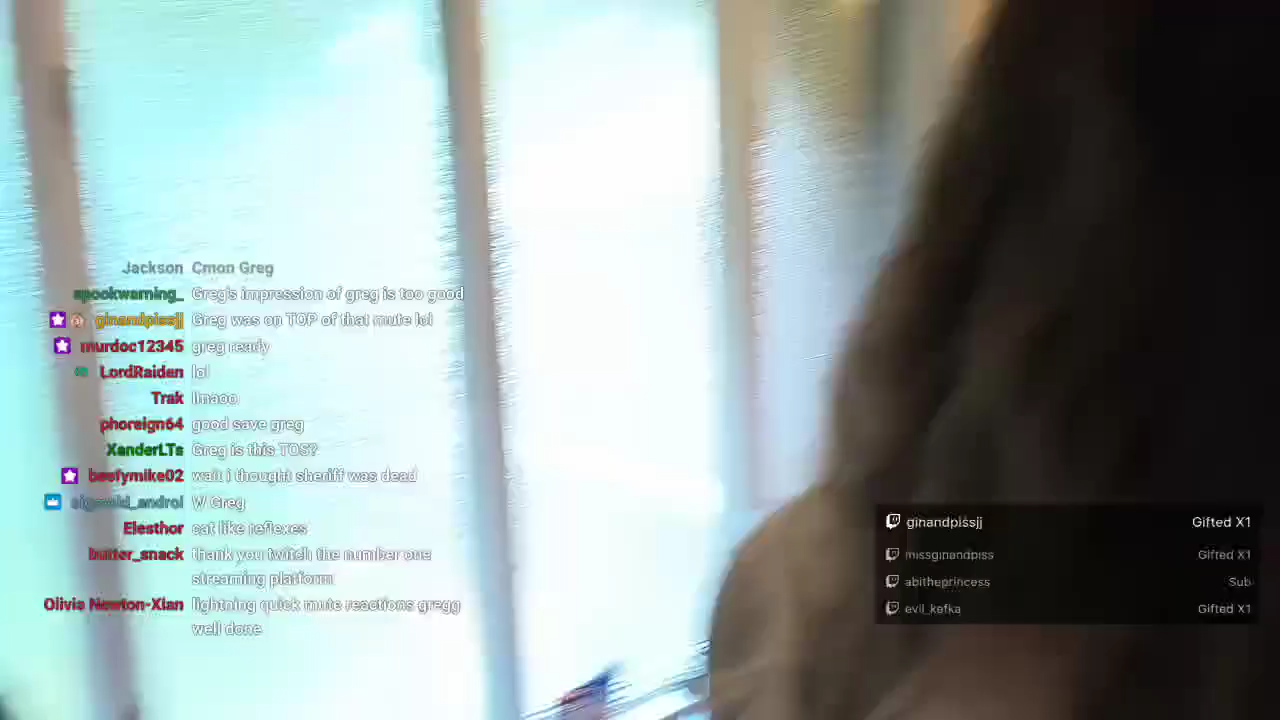 Jackson Cmon Greg
spookwarning_ Greg's impression of greg is too good
ginandpissjj Greg was on TOP of that mute lol
murdoc12345 greg ready
LordRaiden lol
Trak lmaoo
phoreign64 good save greg
XanderLTs Greg is this TOS?
beefymike02 wait i thought sheriff was dead
V Greg
Elesthor cat like reflexes
butter_snack thank you twitch the number one
streaming platform
Olivia Newton-Xian lightning quick mute reactions gregg
well done
ginandpissjj Gifted X1
missginandpiss Gifted X1
abitheprincess Sub
evil_kefka Gifted X1